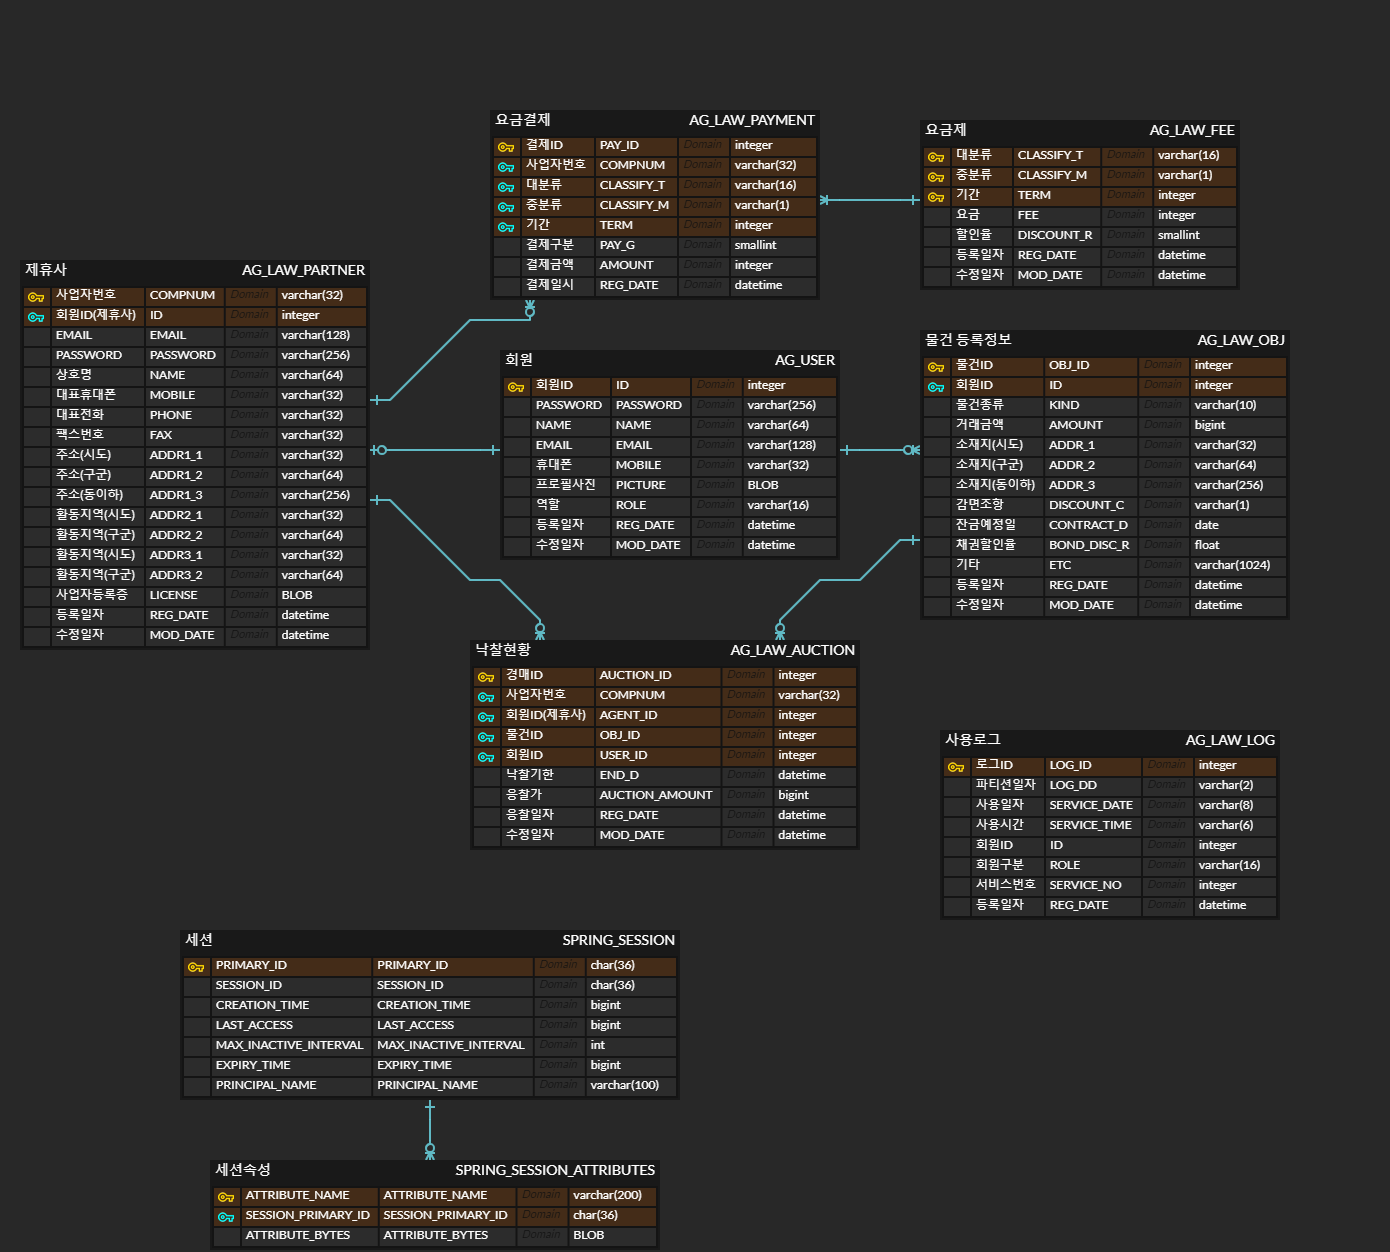 요금결제 AG_LAW_PAYMENT
결제ID PAY_ID Domain integer
사업자번호 COMPNUM Domain varchar(32)
대분류 CLASSIFY_T Domain varchar(16)
중분류 CLASSIFY_M Domain varchar(1)
기간 TERM Domain integer
결제구분 PAY_G Domain smallint
결제금액 AMOUNT Domain integer
결제일시 REG_DATE Domain datetime
요금제 AG_LAW_FEE
대분류 CLASSIFY_T Domain varchar(16)
중분류 CLASSIFY_M Domain varchar(1)
기간 TERM Domain integer
요금 FEE Domain integer
할인율 DISCOUNT_R Domain smallint
등록일자 REG_DATE Domain datetime
수정일자 MOD_DATE Domain datetime
제휴사 AG_LAW_PARTNER
사업자번호 COMPNUM Domain varchar(32)
회원ID(제휴사) ID Domain integer
EMAIL EMAIL Domain varchar(128)
PASSWORD PASSWORD Domain varchar(256)
상호명 NAME Domain varchar(64)
대표휴대폰 MOBILE Domain varchar(32)
대표전화 PHONE Domain varchar(32)
팩스번호 FAX Domain varchar(32)
주소(시도) ADDR1_1 Domain varchar(32)
주소(구군) ADDR1_2 Domain varchar(64)
주소(동이하) ADDR1_3 Domain varchar(256)
활동지역(시도) ADDR2_1 Domain varchar(32)
활동지역(구군) ADDR2_2 Domain varchar(64)
활동지역(시도) ADDR3_1 Domain varchar(32)
활동지역(구군) ADDR3_2 Domain varchar(64)
사업자등록증 LICENSE Domain BLOB
등록일자 REG_DATE Domain datetime
수정일자 MOD_DATE Domain datetime
회원 AG_USER
회원ID ID Domain integer
PASSWORD PASSWORD Domain varchar(256)
NAME NAME Domain varchar(64)
EMAIL EMAIL Domain varchar(128)
휴대폰 MOBILE Domain varchar(32)
프로필사진 PICTURE Domain BLOB
역할 ROLE Domain varchar(16)
등록일자 REG_DATE Domain datetime
수정일자 MOD_DATE Domain datetime
물건 등록정보 AG_LAW_OBJ
물건ID OBJ_ID Domain integer
회원ID ID Domain integer
물건종류 KIND Domain varchar(10)
거래금액 AMOUNT Domain bigint
소재지(시도) ADDR_1 Domain varchar(32)
소재지(구군) ADDR_2 Domain varchar(64)
소재지(동이하) ADDR_3 Domain varchar(256)
감면조항 DISCOUNT_C Domain varchar(1)
잔금예정일 CONTRACT_D Domain date
채권할인율 BOND_DISC_R Domain float
기타 ETC Domain varchar(1024)
등록일자 REG_DATE Domain datetime
수정일자 MOD_DATE Domain datetime
낙찰현황 AG_LAW_AUCTION
경매ID AUCTION_ID Domain integer
사업자번호 COMPNUM Domain varchar(32)
회원ID(제휴사) AGENT_ID Domain integer
물건ID OBJ_ID Domain integer
회원ID USER_ID Domain integer
낙찰기한 END_D Domain datetime
응찰가 AUCTION_AMOUNT Domain bigint
응찰일자 REG_DATE Domain datetime
수정일자 MOD_DATE Domain datetime
사용로그 AG_LAW_LOG
로그ID LOG_ID Domain integer
파티션일자 LOG_DD Domain varchar(2)
사용일자 SERVICE_DATE Domain varchar(8)
사용시간 SERVICE_TIME Domain varchar(6)
회원ID ID Domain integer
회원구분 ROLE Domain varchar(16)
서비스번호 SERVICE_NO Domain integer
등록일자 REG_DATE Domain datetime
세션 SPRING_SESSION
PRIMARY_ID PRIMARY_ID Domain char(36)
SESSION_ID SESSION_ID Domain char(36)
CREATION_TIME CREATION_TIME Domain bigint
LAST_ACCESS LAST_ACCESS Domain bigint
MAX_INACTIVE_INTERVAL MAX_INACTIVE_INTERVAL Domain int
EXPIRY_TIME EXPIRY_TIME Domain bigint
PRINCIPAL_NAME PRINCIPAL_NAME Domain varchar(100)
세션속성 SPRING_SESSION_ATTRIBUTES
ATTRIBUTE_NAME ATTRIBUTE_NAME Domain varchar(200)
SESSION_PRIMARY_ID SESSION_PRIMARY_ID Domain char(36)
ATTRIBUTE_BYTES ATTRIBUTE_BYTES Domain BLOB